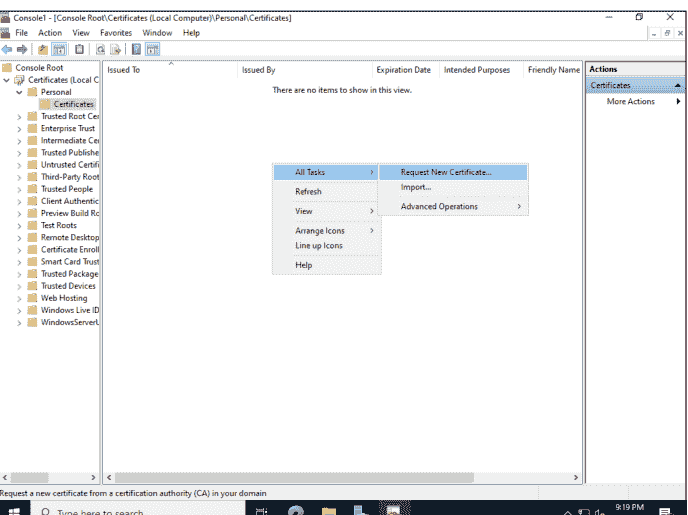 Console1 - [Console Root\Certificates (Local Computer)\Personal\Certificates]
File Action View Favorites Window Help
Console Root
Certificates (Local C
Personal
Certificates
Trusted Root Cer
Enterprise Trust
Intermediate Cer
Trusted Publishe
Untrusted Certifi
Third-Party Root
Trusted People
Client Authentic
Preview Build Ro
Test Roots
Remote Desktop
Certificate Enroll
Smart Card Trust
Trusted Package
Trusted Devices
Web Hosting
Windows Live ID
WindowsServerU
Issued To Issued By Expiration Date Intended Purposes Friendly Name
There are no items to show in this view.
All Tasks
Refresh
View
Arrange Icons
Line up Icons
Help
Request New Certificate...
Import...
Advanced Operations
Actions
Certificates
More Actions
Request a new certificate from a certification authority (CA) in your domain
Type here to search
9:19 PM